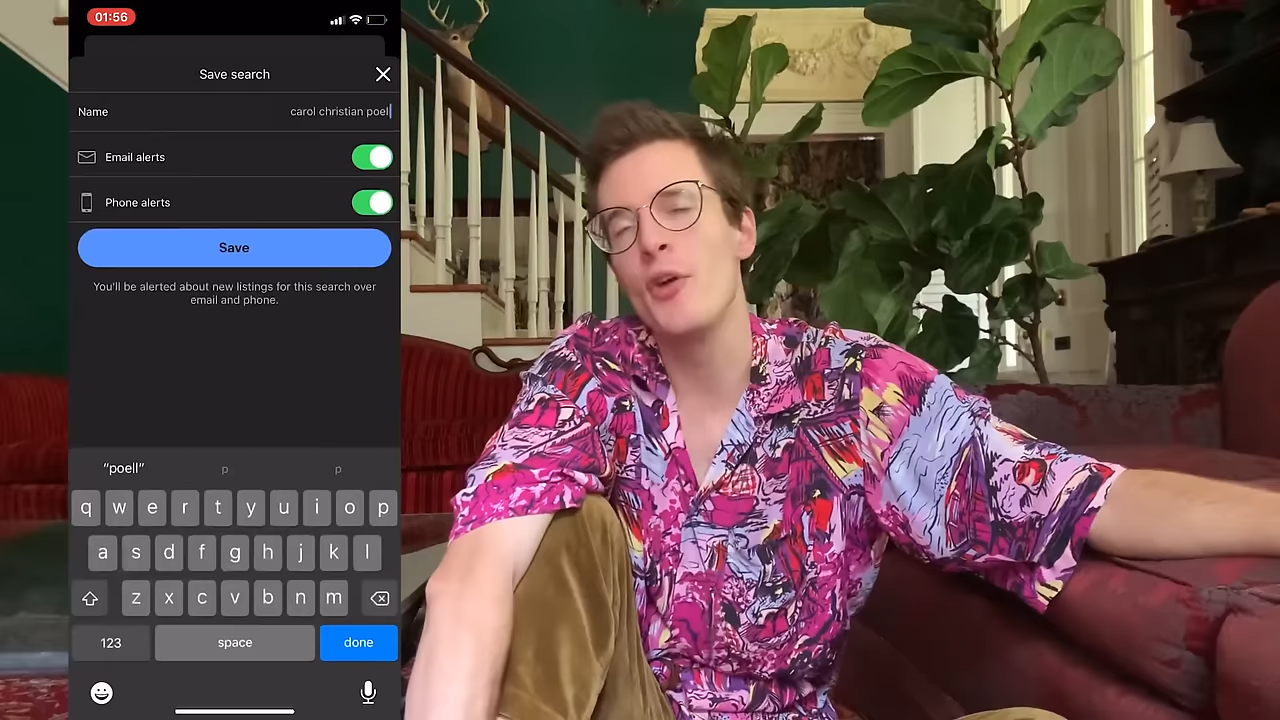 01:56
Save search
Name carol christian poel
Email alerts
Phone alerts
Save
You'll be alerted about new listings for this search over
email and phone.
“poell” p p
q w e r t y u i o p
a s d f g h j k l
z x c v b n m
123 space done